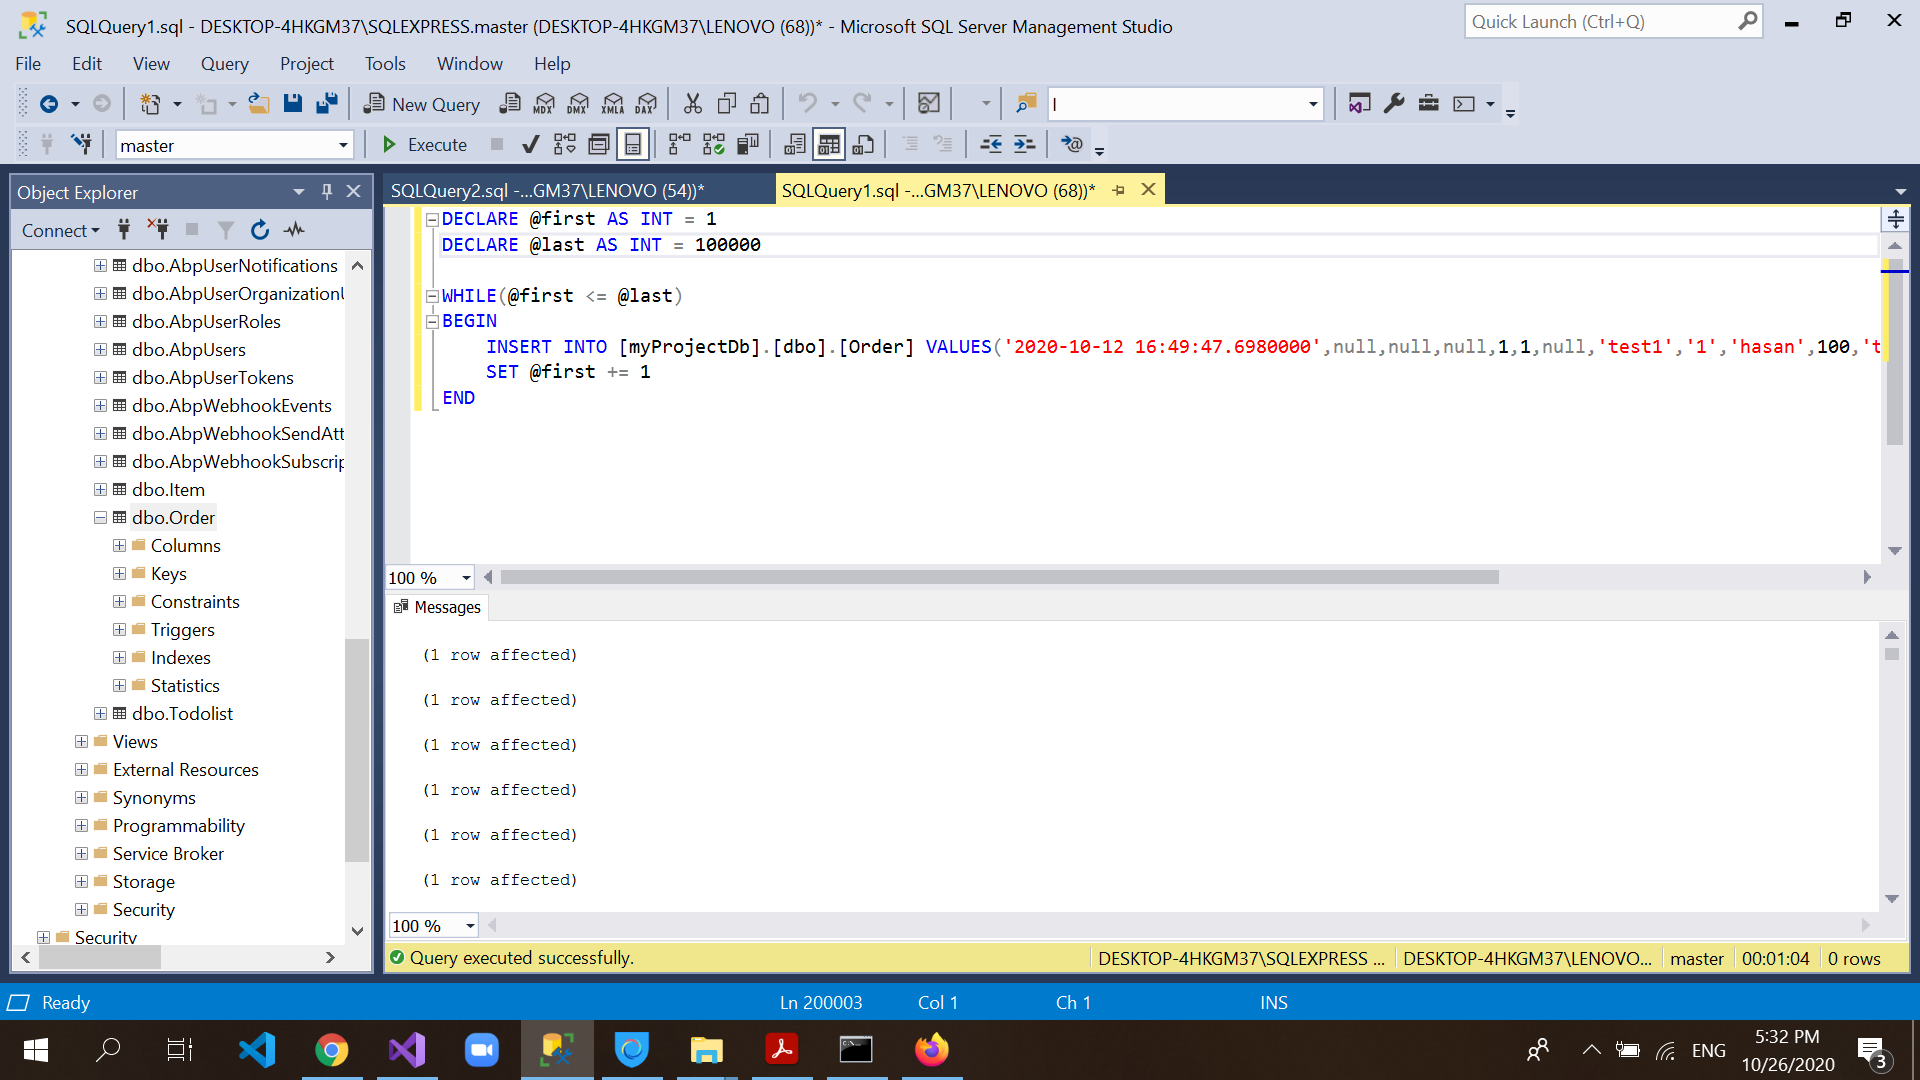 SQLQuery1.sql - DESKTOP-4HKGM37\SQLEXPRESS.master (DESKTOP-4HKGM37\LENOVO (68))* - Microsoft SQL Server Management Studio
Quick Launch (Ctrl+Q)
File Edit View Query Project Tools Window Help
New Query MDX DMX XMLA DAX I
master Execute
Object Explorer
SQLQuery2.sql -...GM37\LENOVO (54))*
SQLQuery1.sql -...GM37\LENOVO (68))*
Connect
dbo.AbpUserNotifications
dbo.AbpUserOrganizationU
dbo.AbpUserRoles
dbo.AbpUsers
dbo.AbpUserTokens
dbo.AbpWebhookEvents
dbo.AbpWebhookSendAtt
dbo.AbpWebhookSubscrip
dbo.Item
dbo.Order
Columns
Keys
Constraints
Triggers
Indexes
Statistics
dbo.Todolist
Views
External Resources
Synonyms
Programmability
Service Broker
Storage
Security
Security
DECLARE @first AS INT = 1
DECLARE @last AS INT = 100000
WHILE(@first <= @last)
BEGIN
INSERT INTO [myProjectDb].[dbo].[Order] VALUES('2020-10-12 16:49:47.6980000',null,null,null,1,1,null,'test1','1','hasan',100,'t
SET @first += 1
END
100 %
Messages
(1 row affected)
(1 row affected)
(1 row affected)
(1 row affected)
(1 row affected)
(1 row affected)
100 %
Query executed successfully.
DESKTOP-4HKGM37\SQLEXPRESS ... DESKTOP-4HKGM37\LENOVO... master 00:01:04 0 rows
Ready Ln 200003 Col 1 Ch 1 INS
ENG
5:32 PM
10/26/2020
3